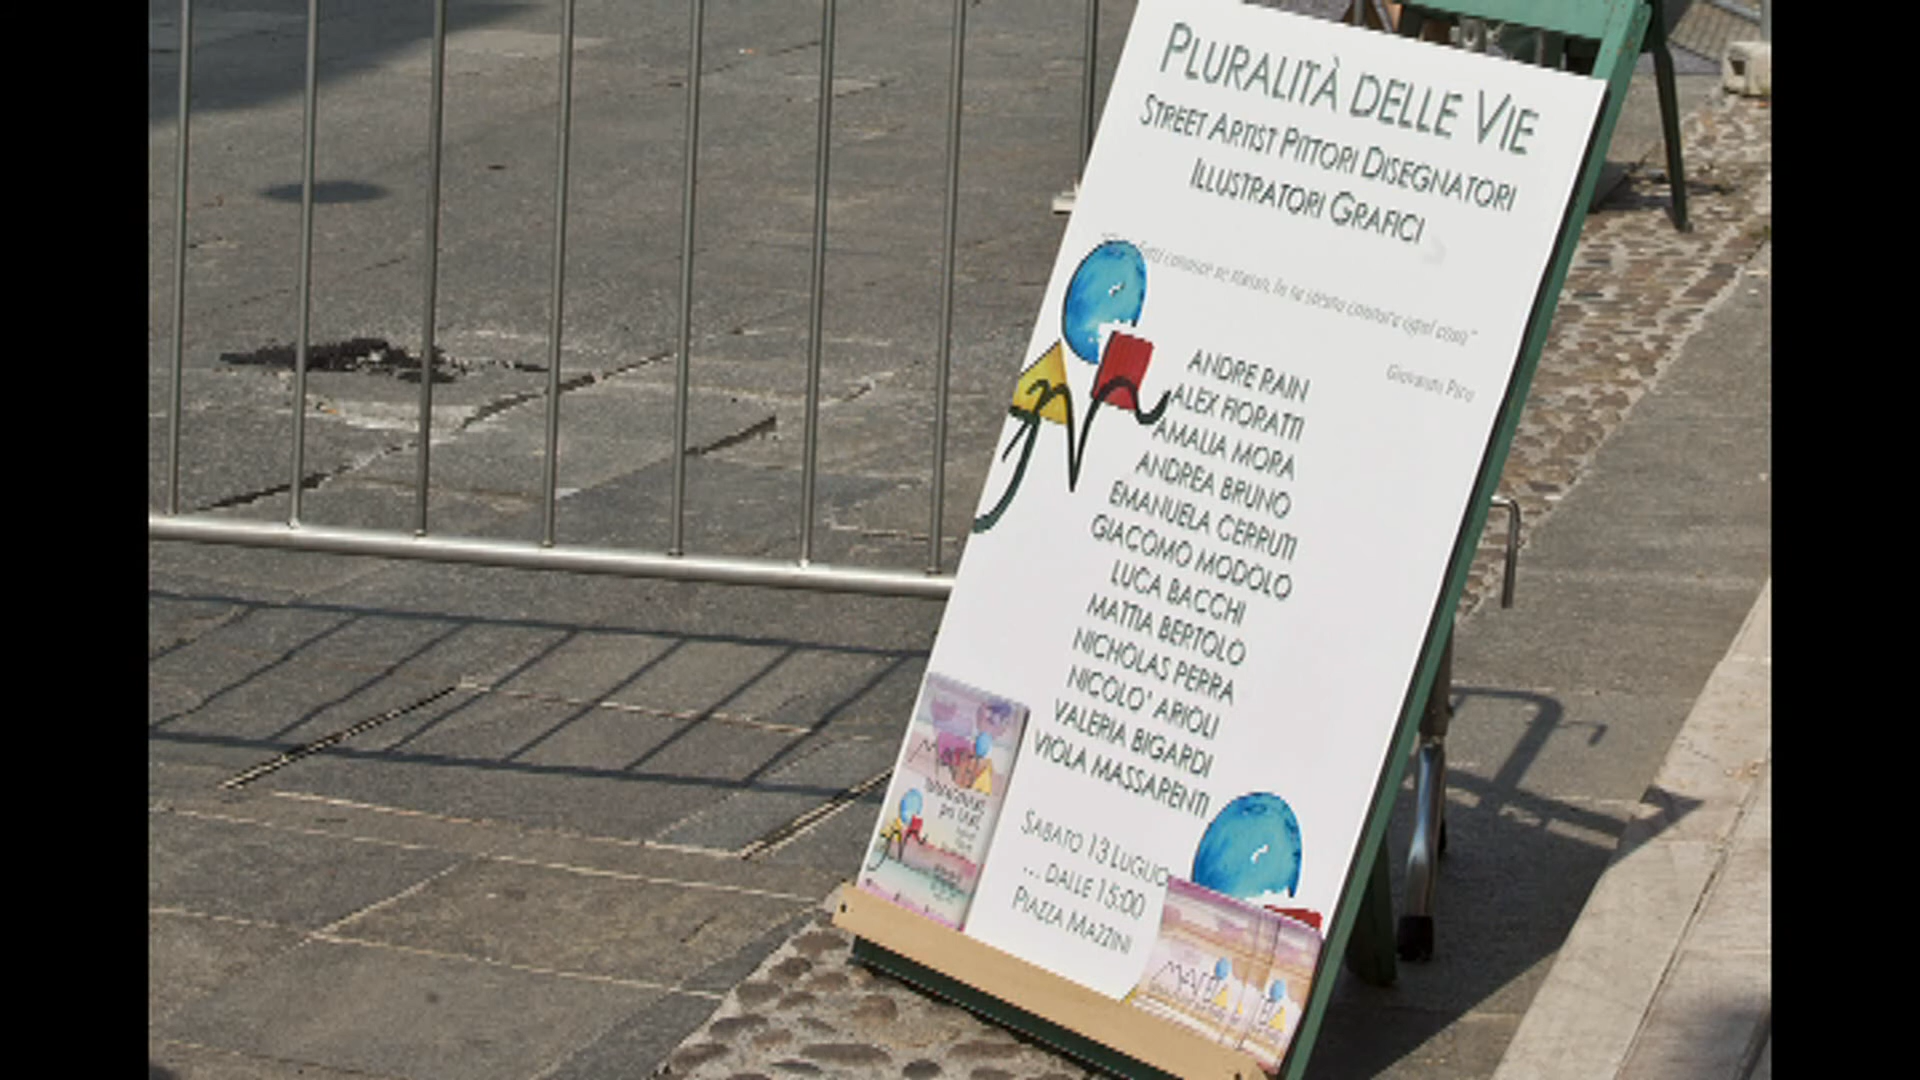 PLURALITÀ DELLE VIE
STREET ARTIST PITTORI DISEGNATORI
ILLUSTRATORI GRAFICI
ANDRE RAIN
ALEX FIORATTI
AMALIA MORA
ANDREA BRUNO
EMANUELA CERRUTI
GIACOMO MODOLO
LUCA BACCHI
MATTIA BERTOLO
NICHOLAS PERRA
NICOLO' ARIOLI
VALERIA BIGARDI
VIOLA MASSARENTI
SABATO 13 LUGLIO
... DALLE 15:00
PIAZZA MAZZINI